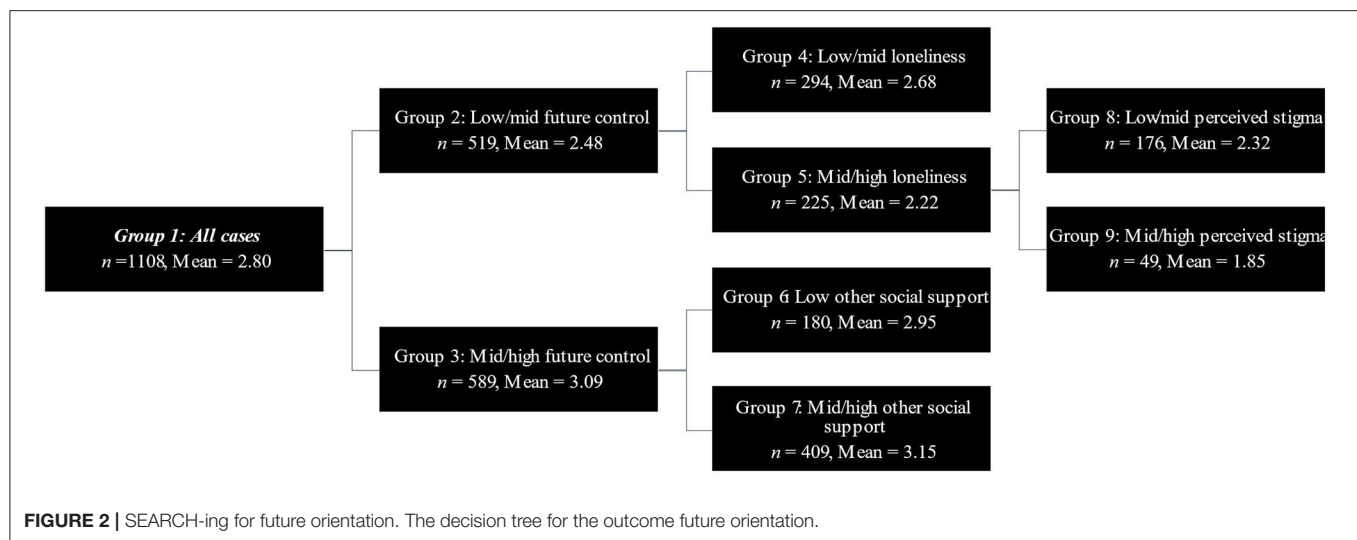 Group 1: All cases
n =1108, Mean = 2.80
Group 2: Low/mid future control
n = 519, Mean = 2.48
Group 3: Mid/high future control
n = 589, Mean = 3.09
Group 4: Low/mid loneliness
n = 294, Mean = 2.68
Group 5: Mid/high loneliness
n = 225, Mean = 2.22
Group 6: Low other social support
n = 180, Mean = 2.95
Group 7: Mid/high other social
support
n = 409, Mean = 3.15
Group 8: Low/mid perceived stigma
n = 176, Mean = 2.32
Group 9: Mid/high perceived stigma
n = 49, Mean = 1.85
FIGURE 2 | SEARCH-ing for future orientation. The decision tree for the outcome future orientation.